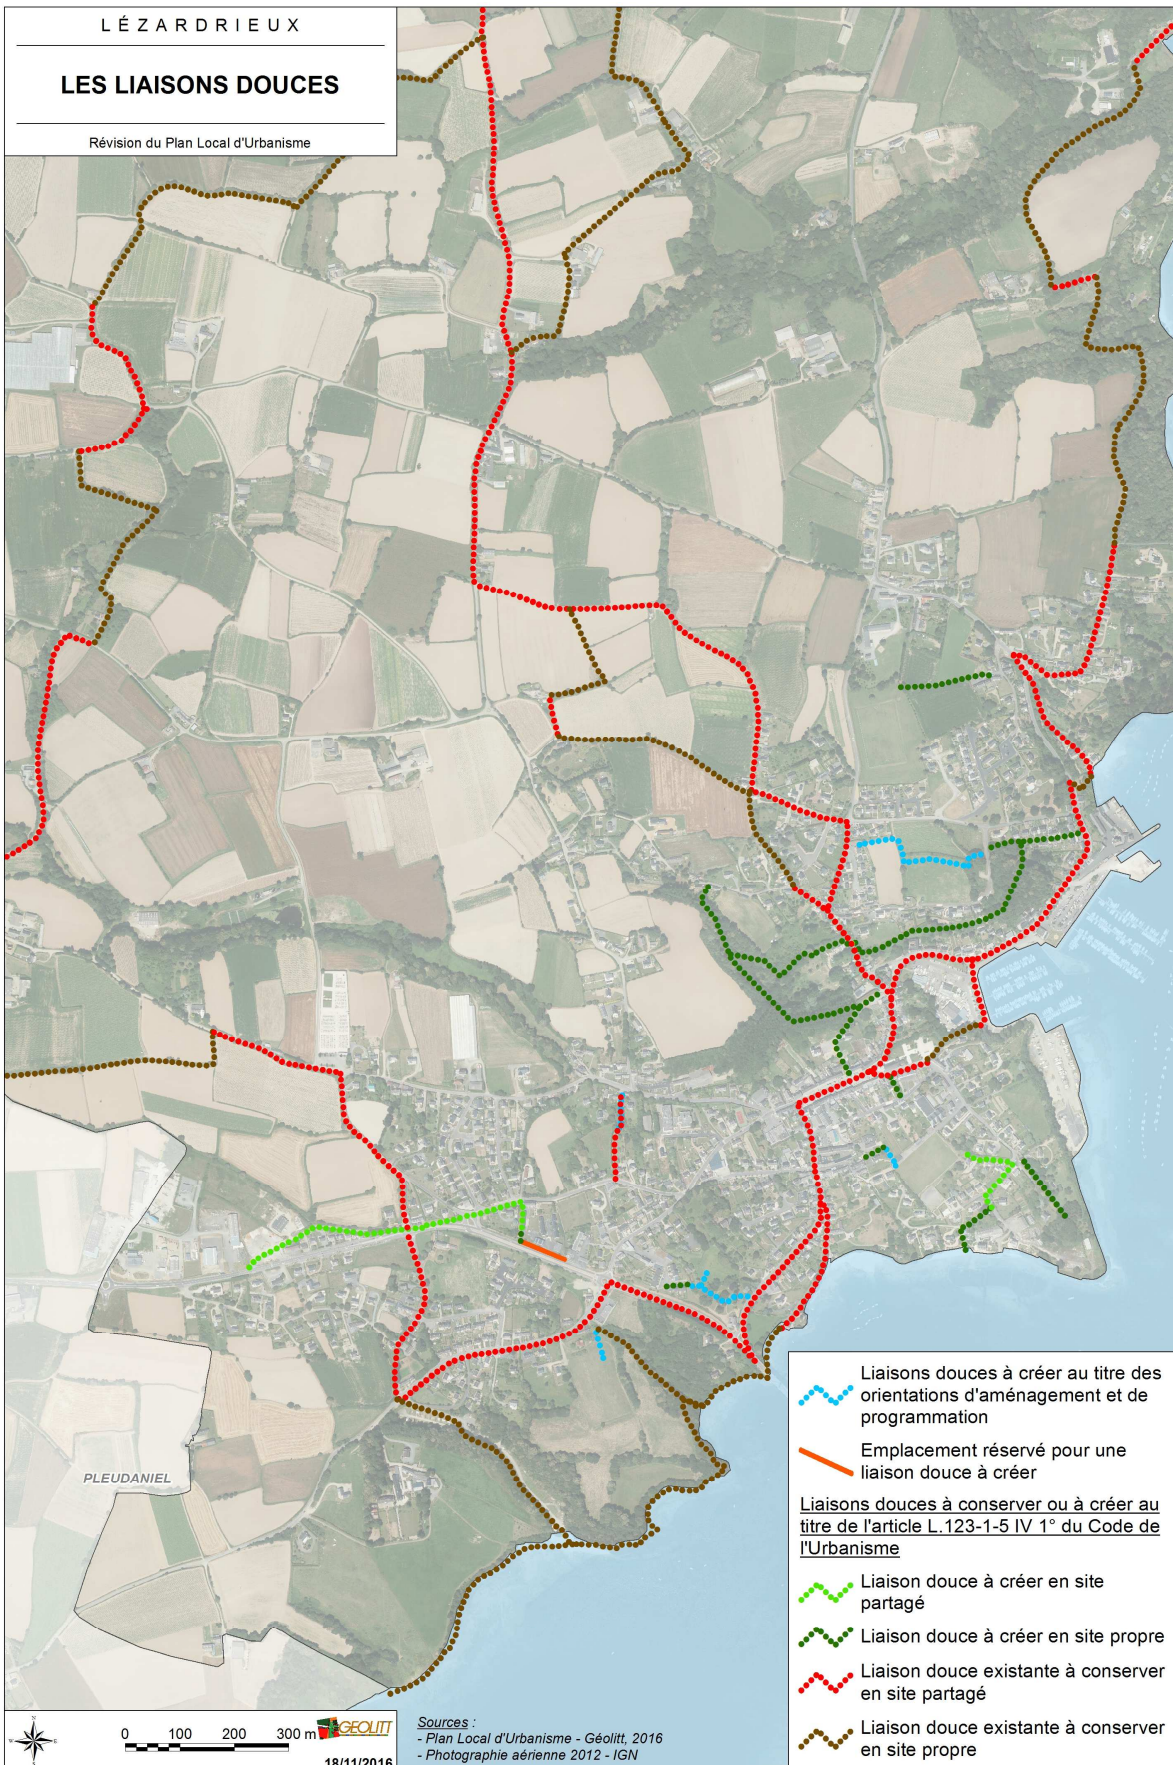 LÉZARDRIEUX
LES LIAISONS DOUCES
Révision du Plan Local d'Urbanisme
PLEUDANIEL
Liaisons douces à créer au titre des
orientations d'aménagement et de
programmation
Emplacement réservé pour une
liaison douce à créer
Liaisons douces à conserver ou à créer au
titre de l'article L.123-1-5 IV 1° du Code de
l'Urbanisme
Liaison douce à créer en site
partagé
Liaison douce à créer en site propre
Liaison douce existante à conserver
en site partagé
Liaison douce existante à conserver
en site propre
N
W E
S
0 100 200 300 m
GEOLITT
18/11/2016
Sources :
- Plan Local d'Urbanisme - Géolitt, 2016
- Photographie aérienne 2012 - IGN